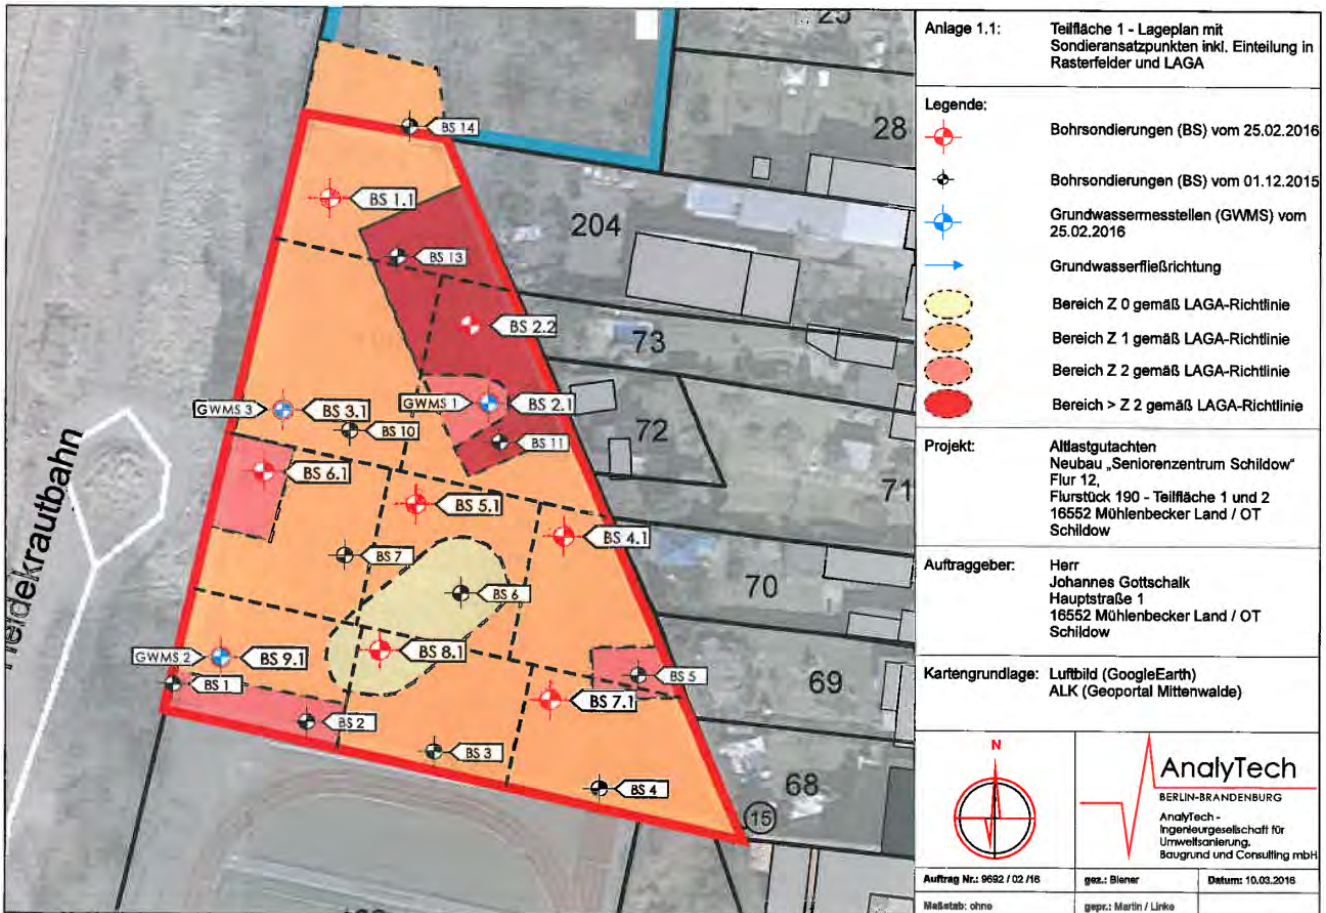 25
28
204
73
72
71
70
69
68
15
BS 14
BS 1.1
BS 13
BS 2.2
GWMS 3
BS 3.1
GWMS 1
BS 2.1
BS 10
BS 11
BS 6.1
BS 5.1
BS 4.1
BS 7
BS 6
GWMS 2
BS 9.1
BS 8.1
BS 1
BS 5
BS 7.1
BS 2
BS 3
BS 4
Heidekrautbahn
Anlage 1.1: Teilfläche 1 - Lageplan mit
Sondieransatzpunkten inkl. Einteilung in
Rasterfelder und LAGA
Legende:
Bohrsondierungen (BS) vom 25.02.2016
Bohrsondierungen (BS) vom 01.12.2015
Grundwassermesstellen (GWMS) vom
25.02.2016
Grundwasserfließrichtung
Bereich Z 0 gemäß LAGA-Richtlinie
Bereich Z 1 gemäß LAGA-Richtlinie
Bereich Z 2 gemäß LAGA-Richtlinie
Bereich > Z 2 gemäß LAGA-Richtlinie
Projekt: Altlastgutachten
Neubau „Seniorenzentrum Schildow"
Flur 12,
Flurstück 190 - Teilfläche 1 und 2
16552 Mühlenbecker Land / OT
Schildow
Auftraggeber: Herr
Johannes Gottschalk
Hauptstraße 1
16552 Mühlenbecker Land / OT
Schildow
Kartengrundlage: Luftbild (GoogleEarth)
ALK (Geoportal Mittenwalde)
N
AnalyTech
BERLIN-BRANDENBURG
AnalyTech -
Ingenieurgesellschaft für
Umweltsanierung,
Baugrund und Consulting mbH
Auftrag Nr.: 9692 / 02 /16 gez.: Biener Datum: 10.03.2016
Maßstab: ohne gepr.: Martin / Linke